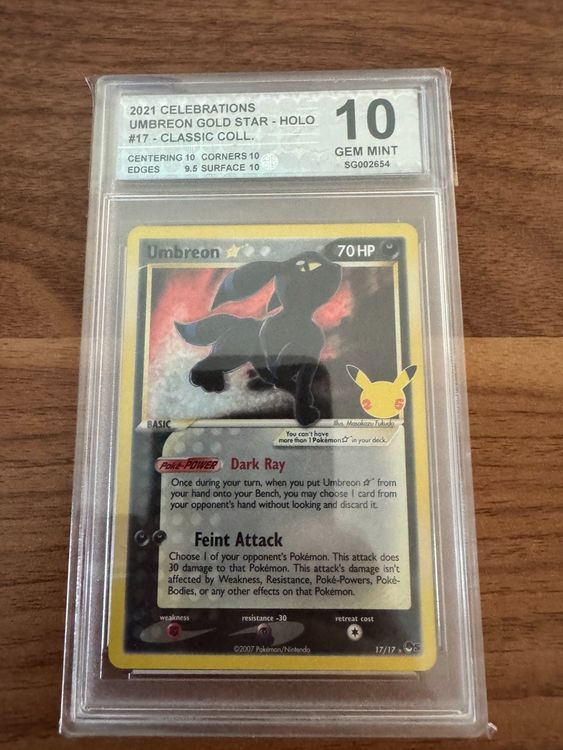 2021 CELEBRATIONS
UMBREON GOLD STAR - HOLO
#17 - CLASSIC COLL.
CENTERING 10 CORNERS 10
EDGES 9.5 SURFACE 10
10
GEM MINT
SG002654
Umbreon
70 HP
BASIC
Illus. Masakazu Fukuda
You can't have
more than 1 Pokémon☆ in your deck.
Poké-POWER Dark Ray
Once during your turn, when you put Umbreon ☆ from
your hand onto your Bench, you may choose 1 card from
your opponent's hand without looking and discard it.
Feint Attack
Choose 1 of your opponent's Pokémon. This attack does
30 damage to that Pokémon. This attack's damage isn't
affected by Weakness, Resistance, Poké-Powers, Poké-
Bodies, or any other effects on that Pokémon.
weakness resistance -30 retreat cost
©2007 Pokémon/Nintendo 17/17